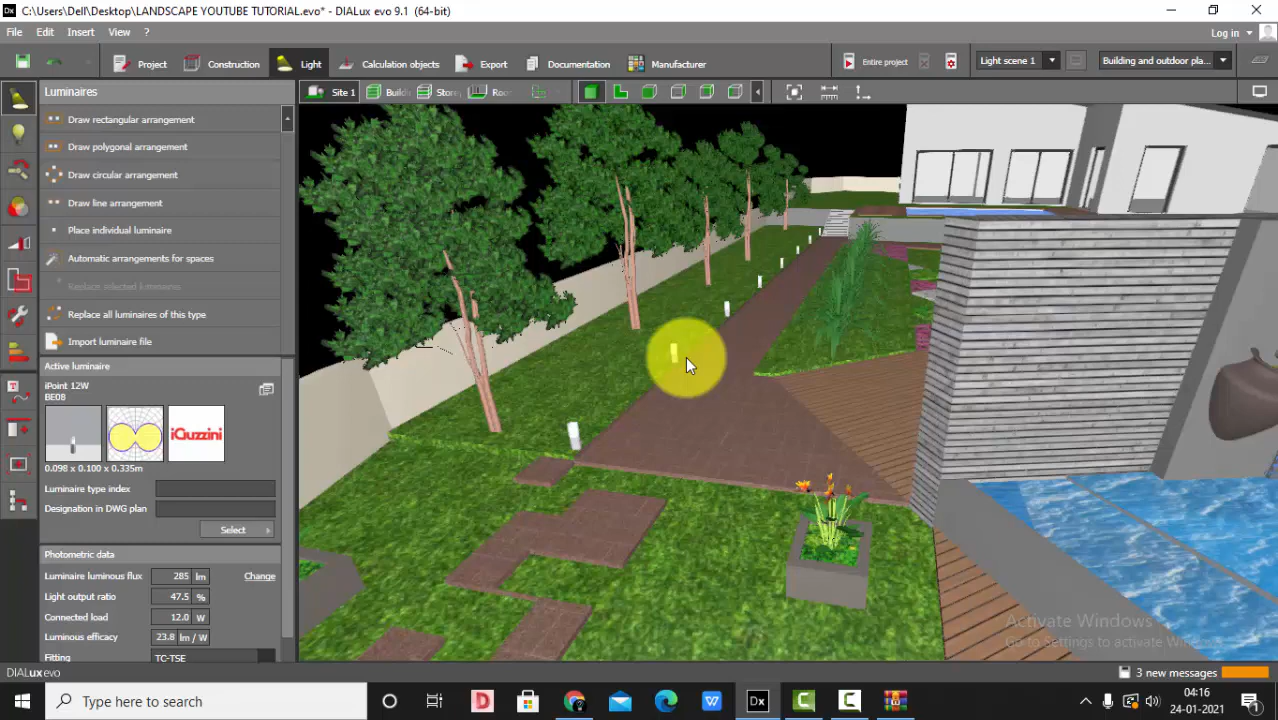 C:\Users\Dell\Desktop\LANDSCAPE YOUTUBE TUTORIAL.evo* - DIALux evo 9.1 (64-bit)
File Edit Insert View ?
Log in
Project Construction Light Calculation objects Export Documentation Manufacturer
Entire project
Light scene 1
Building and outdoor pla...
Luminaires
Site 1
Draw rectangular arrangement
Draw polygonal arrangement
Draw circular arrangement
Draw line arrangement
Place individual luminaire
Automatic arrangements for spaces
Replace selected luminaires
Replace all luminaires of this type
Import luminaire file
Active luminaire
iPoint 12W
BE08
iGuzzini
0.098 x 0.100 x 0.335m
Luminaire type index
Designation in DWG plan
Select
Photometric data
Luminaire luminous flux 285 lm Change
Light output ratio 47.5 %
Connected load 12.0 W
Luminous efficacy 23.8 lm / W
Fitting TC-TSE
Activate Windows
Go to Settings to activate Windows.
DIALux evo
3 new messages
Type here to search
04:16
24-01-2021